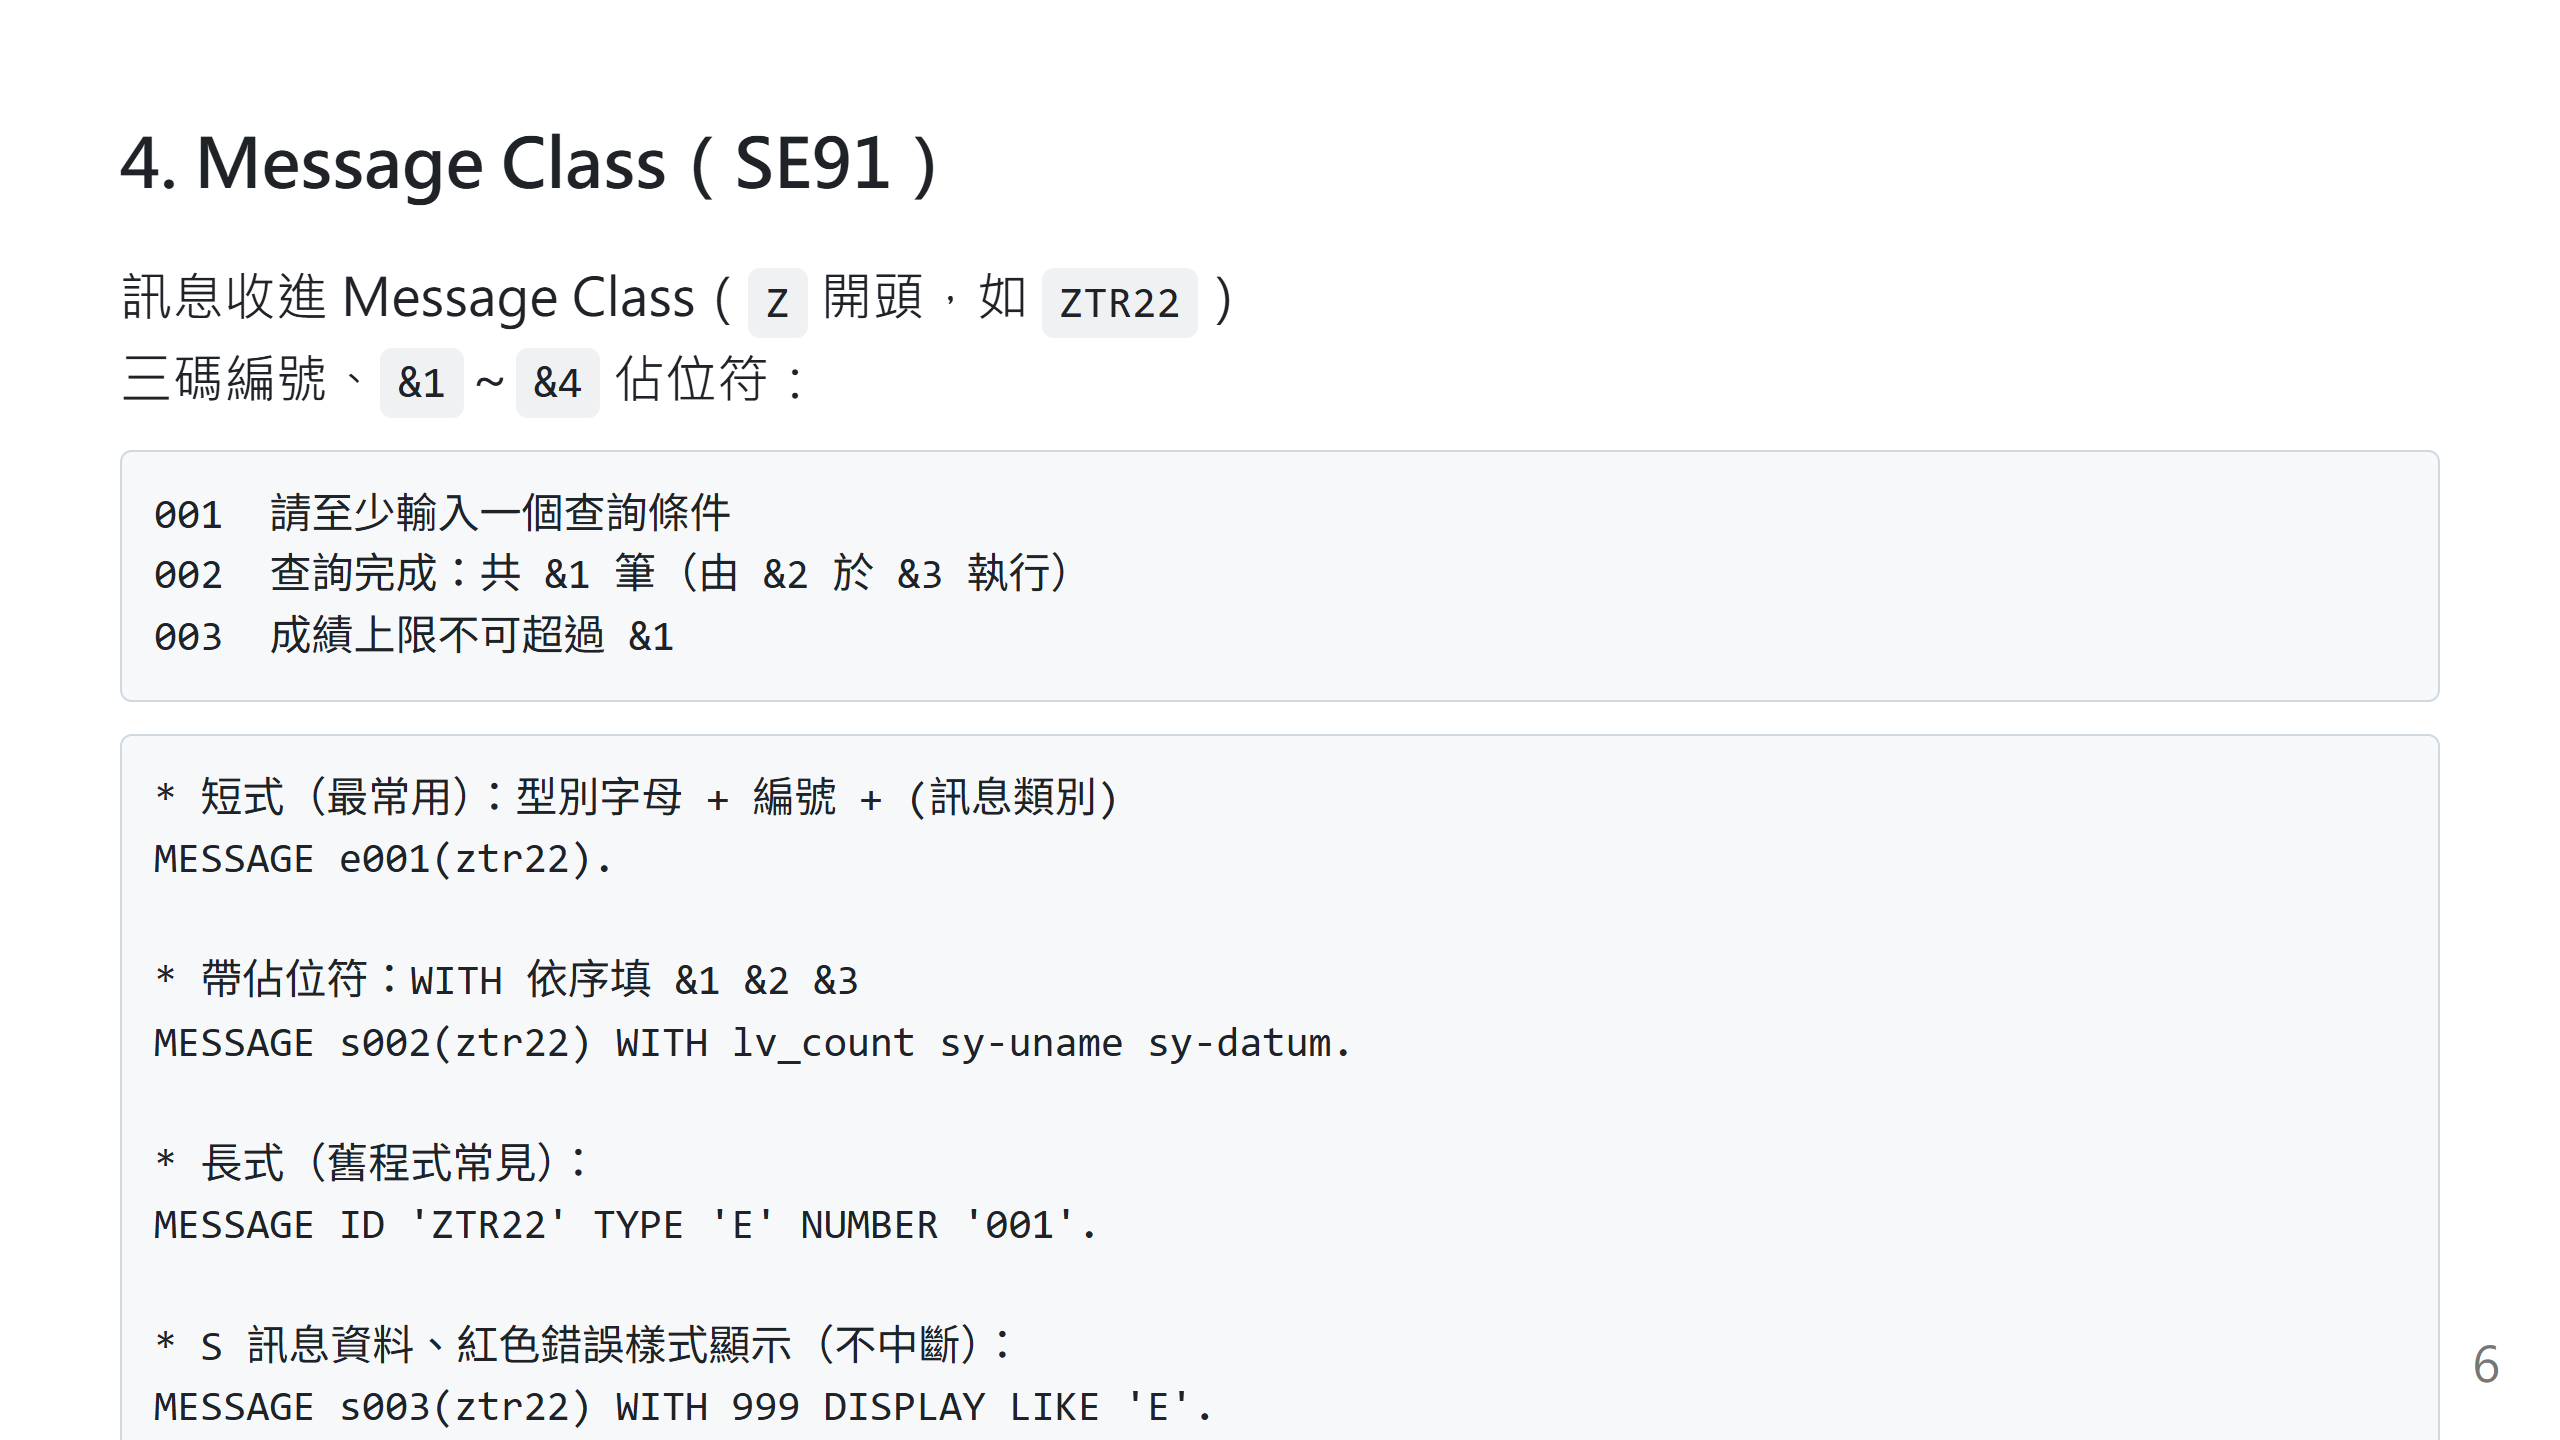 4. Message Class（SE91）
訊息收進 Message Class（Z 開頭，如 ZTR22）
三碼編號、&1 ~ &4 佔位符：
001  請至少輸入一個查詢條件
002  查詢完成：共 &1 筆（由 &2 於 &3 執行）
003  成績上限不可超過 &1
* 短式（最常用）：型別字母 + 編號 + (訊息類別)
MESSAGE e001(ztr22).
* 帶佔位符：WITH 依序填 &1 &2 &3
MESSAGE s002(ztr22) WITH lv_count sy-uname sy-datum.
* 長式（舊程式常見）：
MESSAGE ID 'ZTR22' TYPE 'E' NUMBER '001'.
* S 訊息資料、紅色錯誤樣式顯示（不中斷）：
MESSAGE s003(ztr22) WITH 999 DISPLAY LIKE 'E'.
6